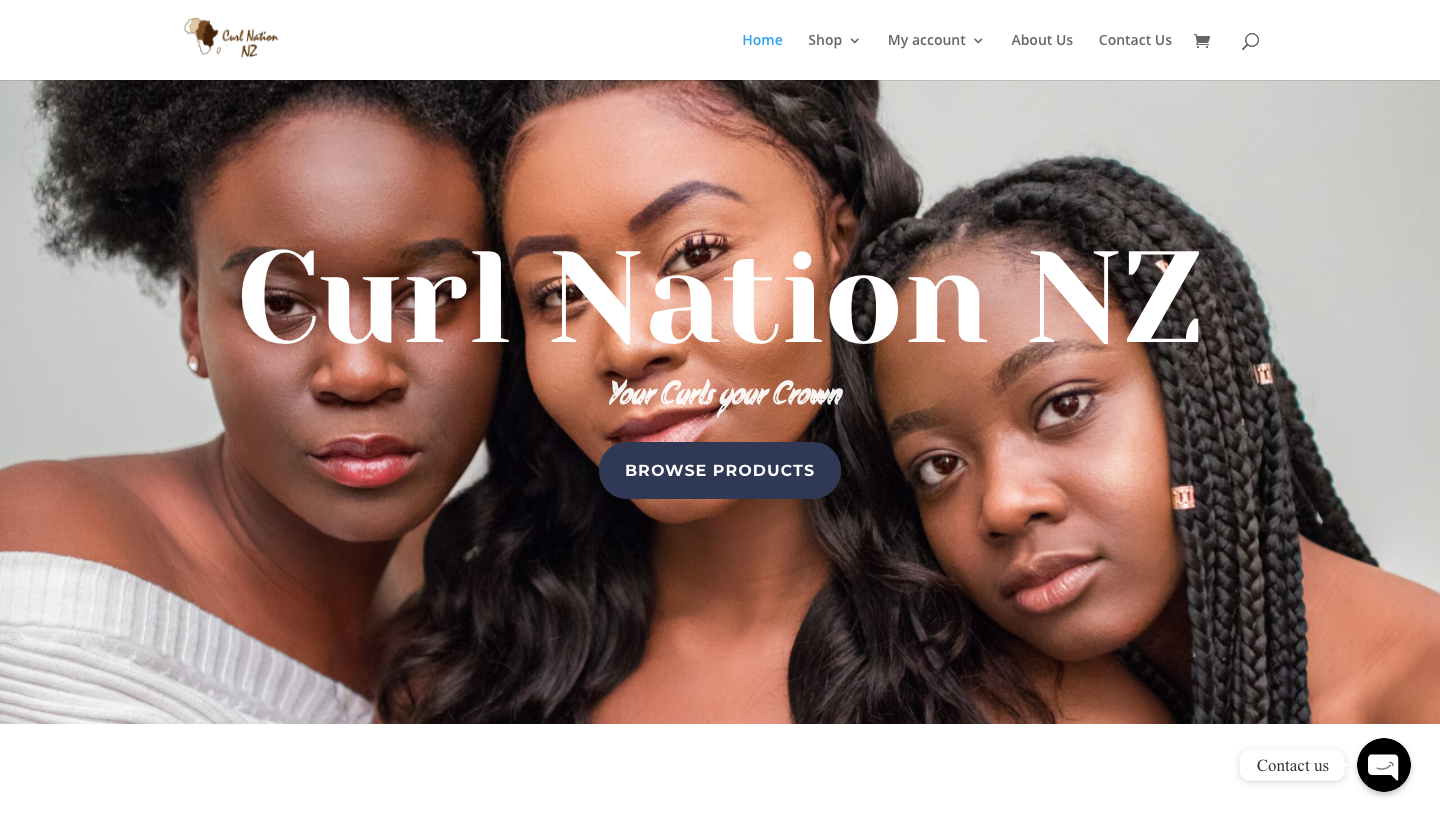 Curl Nation
NZ
Home
Shop
My account
About Us
Contact Us
Curl Nation NZ
Your Curls your Crown
BROWSE PRODUCTS
Contact us